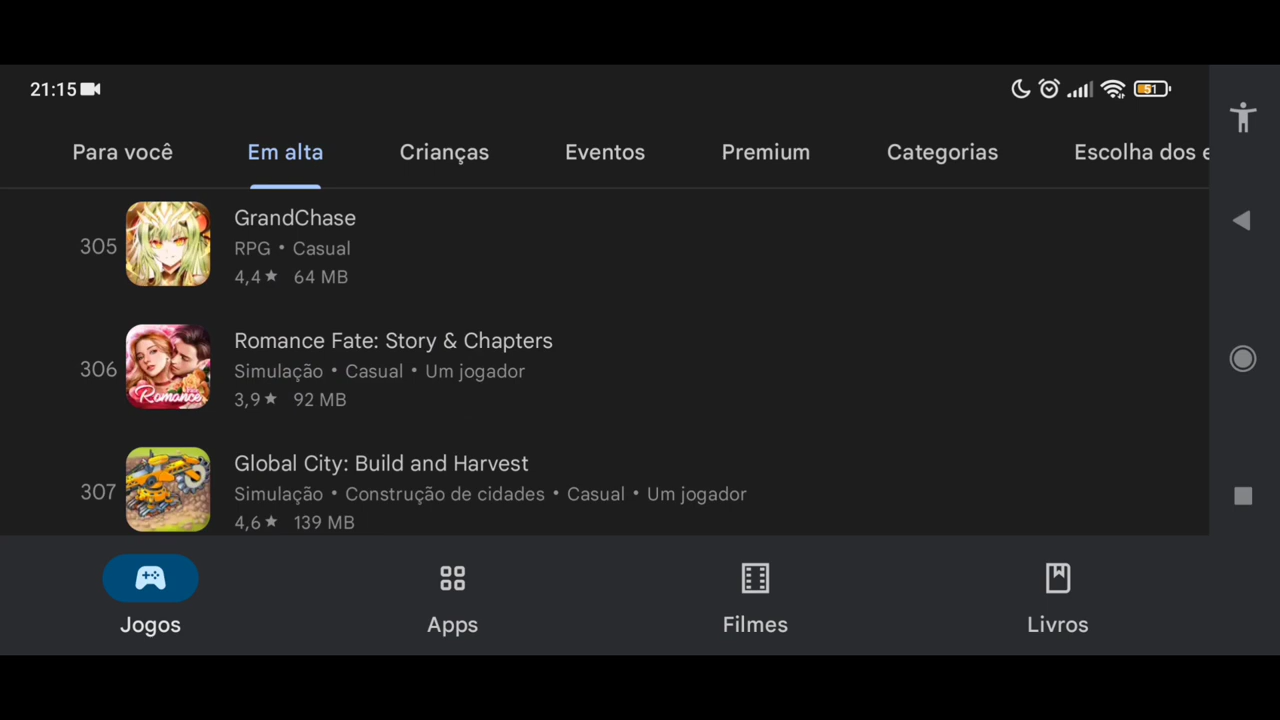 21:15
51
Para você
Em alta
Crianças
Eventos
Premium
Categorias
Escolha dos e
305
GrandChase
RPG • Casual
4,4★ 64 MB
306
Romance
Romance Fate: Story & Chapters
Simulação • Casual • Um jogador
3,9★ 92 MB
307
Global City: Build and Harvest
Simulação • Construção de cidades • Casual • Um jogador
4,6★ 139 MB
Jogos
Apps
Filmes
Livros